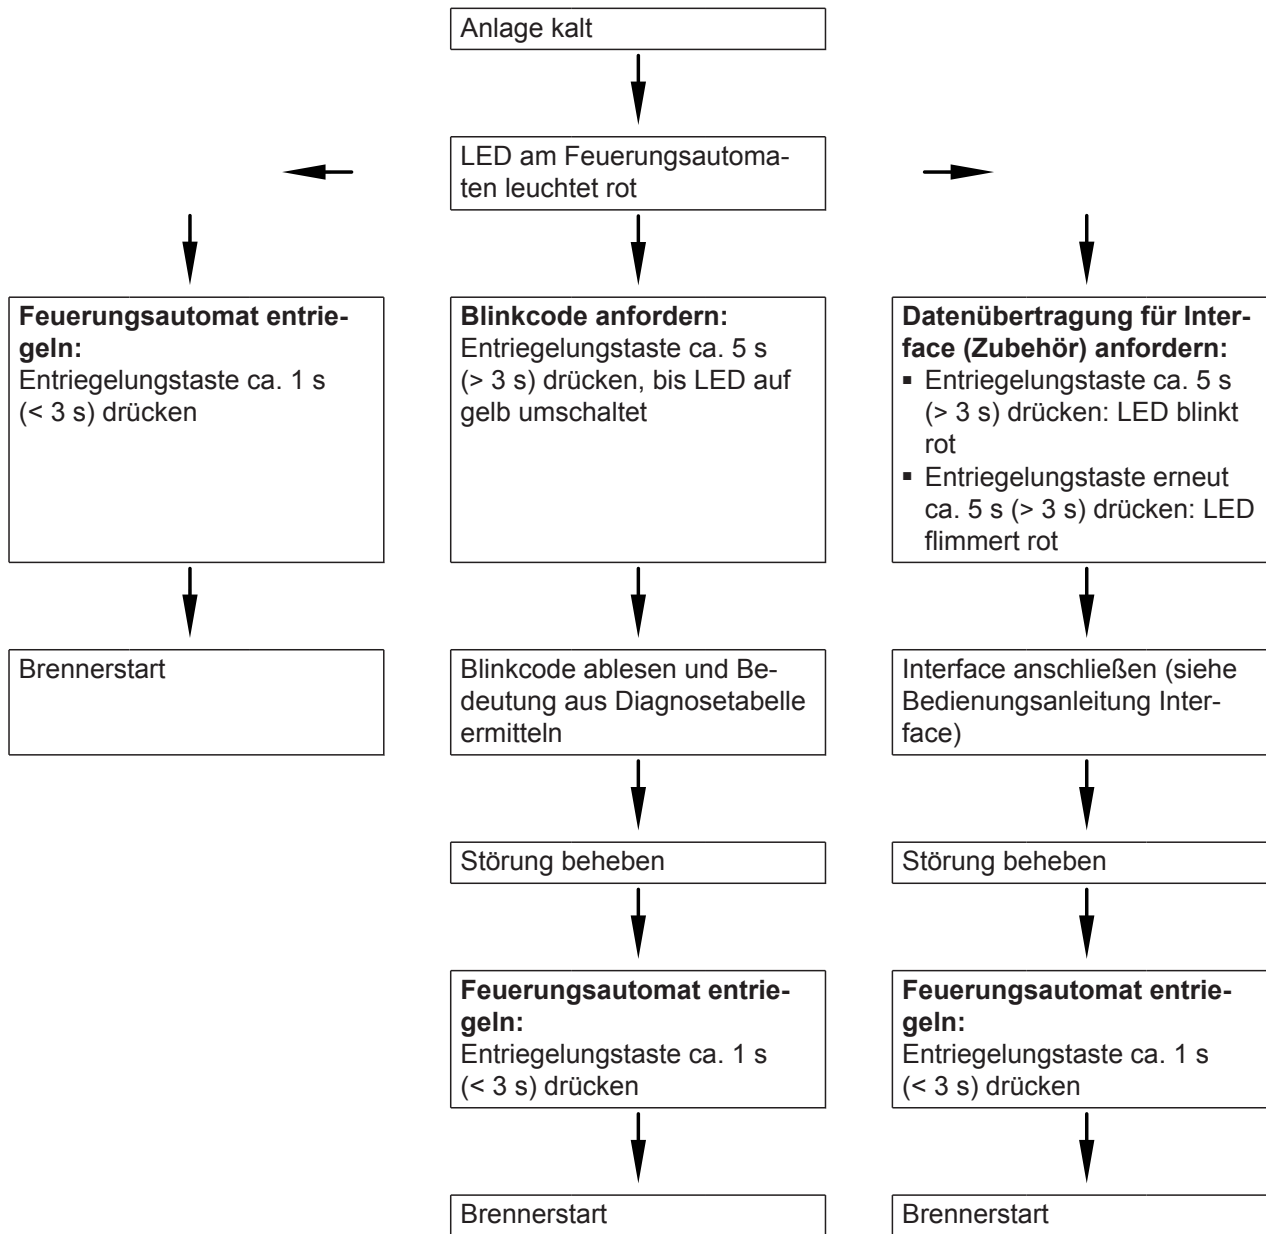 Anlage kalt
LED am Feuerungsautoma-
ten leuchtet rot
Feuerungsautomat entrie-
geln:
Entriegelungstaste ca. 1 s
(< 3 s) drücken
Blinkcode anfordern:
Entriegelungstaste ca. 5 s
(> 3 s) drücken, bis LED auf
gelb umschaltet
Datenübertragung für Inter-
face (Zubehör) anfordern:
▪ Entriegelungstaste ca. 5 s
(> 3 s) drücken: LED blinkt
rot
▪ Entriegelungstaste erneut
ca. 5 s (> 3 s) drücken: LED
flimmert rot
Brennerstart
Blinkcode ablesen und Be-
deutung aus Diagnosetabelle
ermitteln
Interface anschließen (siehe
Bedienungsanleitung Inter-
face)
Störung beheben
Störung beheben
Feuerungsautomat entrie-
geln:
Entriegelungstaste ca. 1 s
(< 3 s) drücken
Feuerungsautomat entrie-
geln:
Entriegelungstaste ca. 1 s
(< 3 s) drücken
Brennerstart
Brennerstart